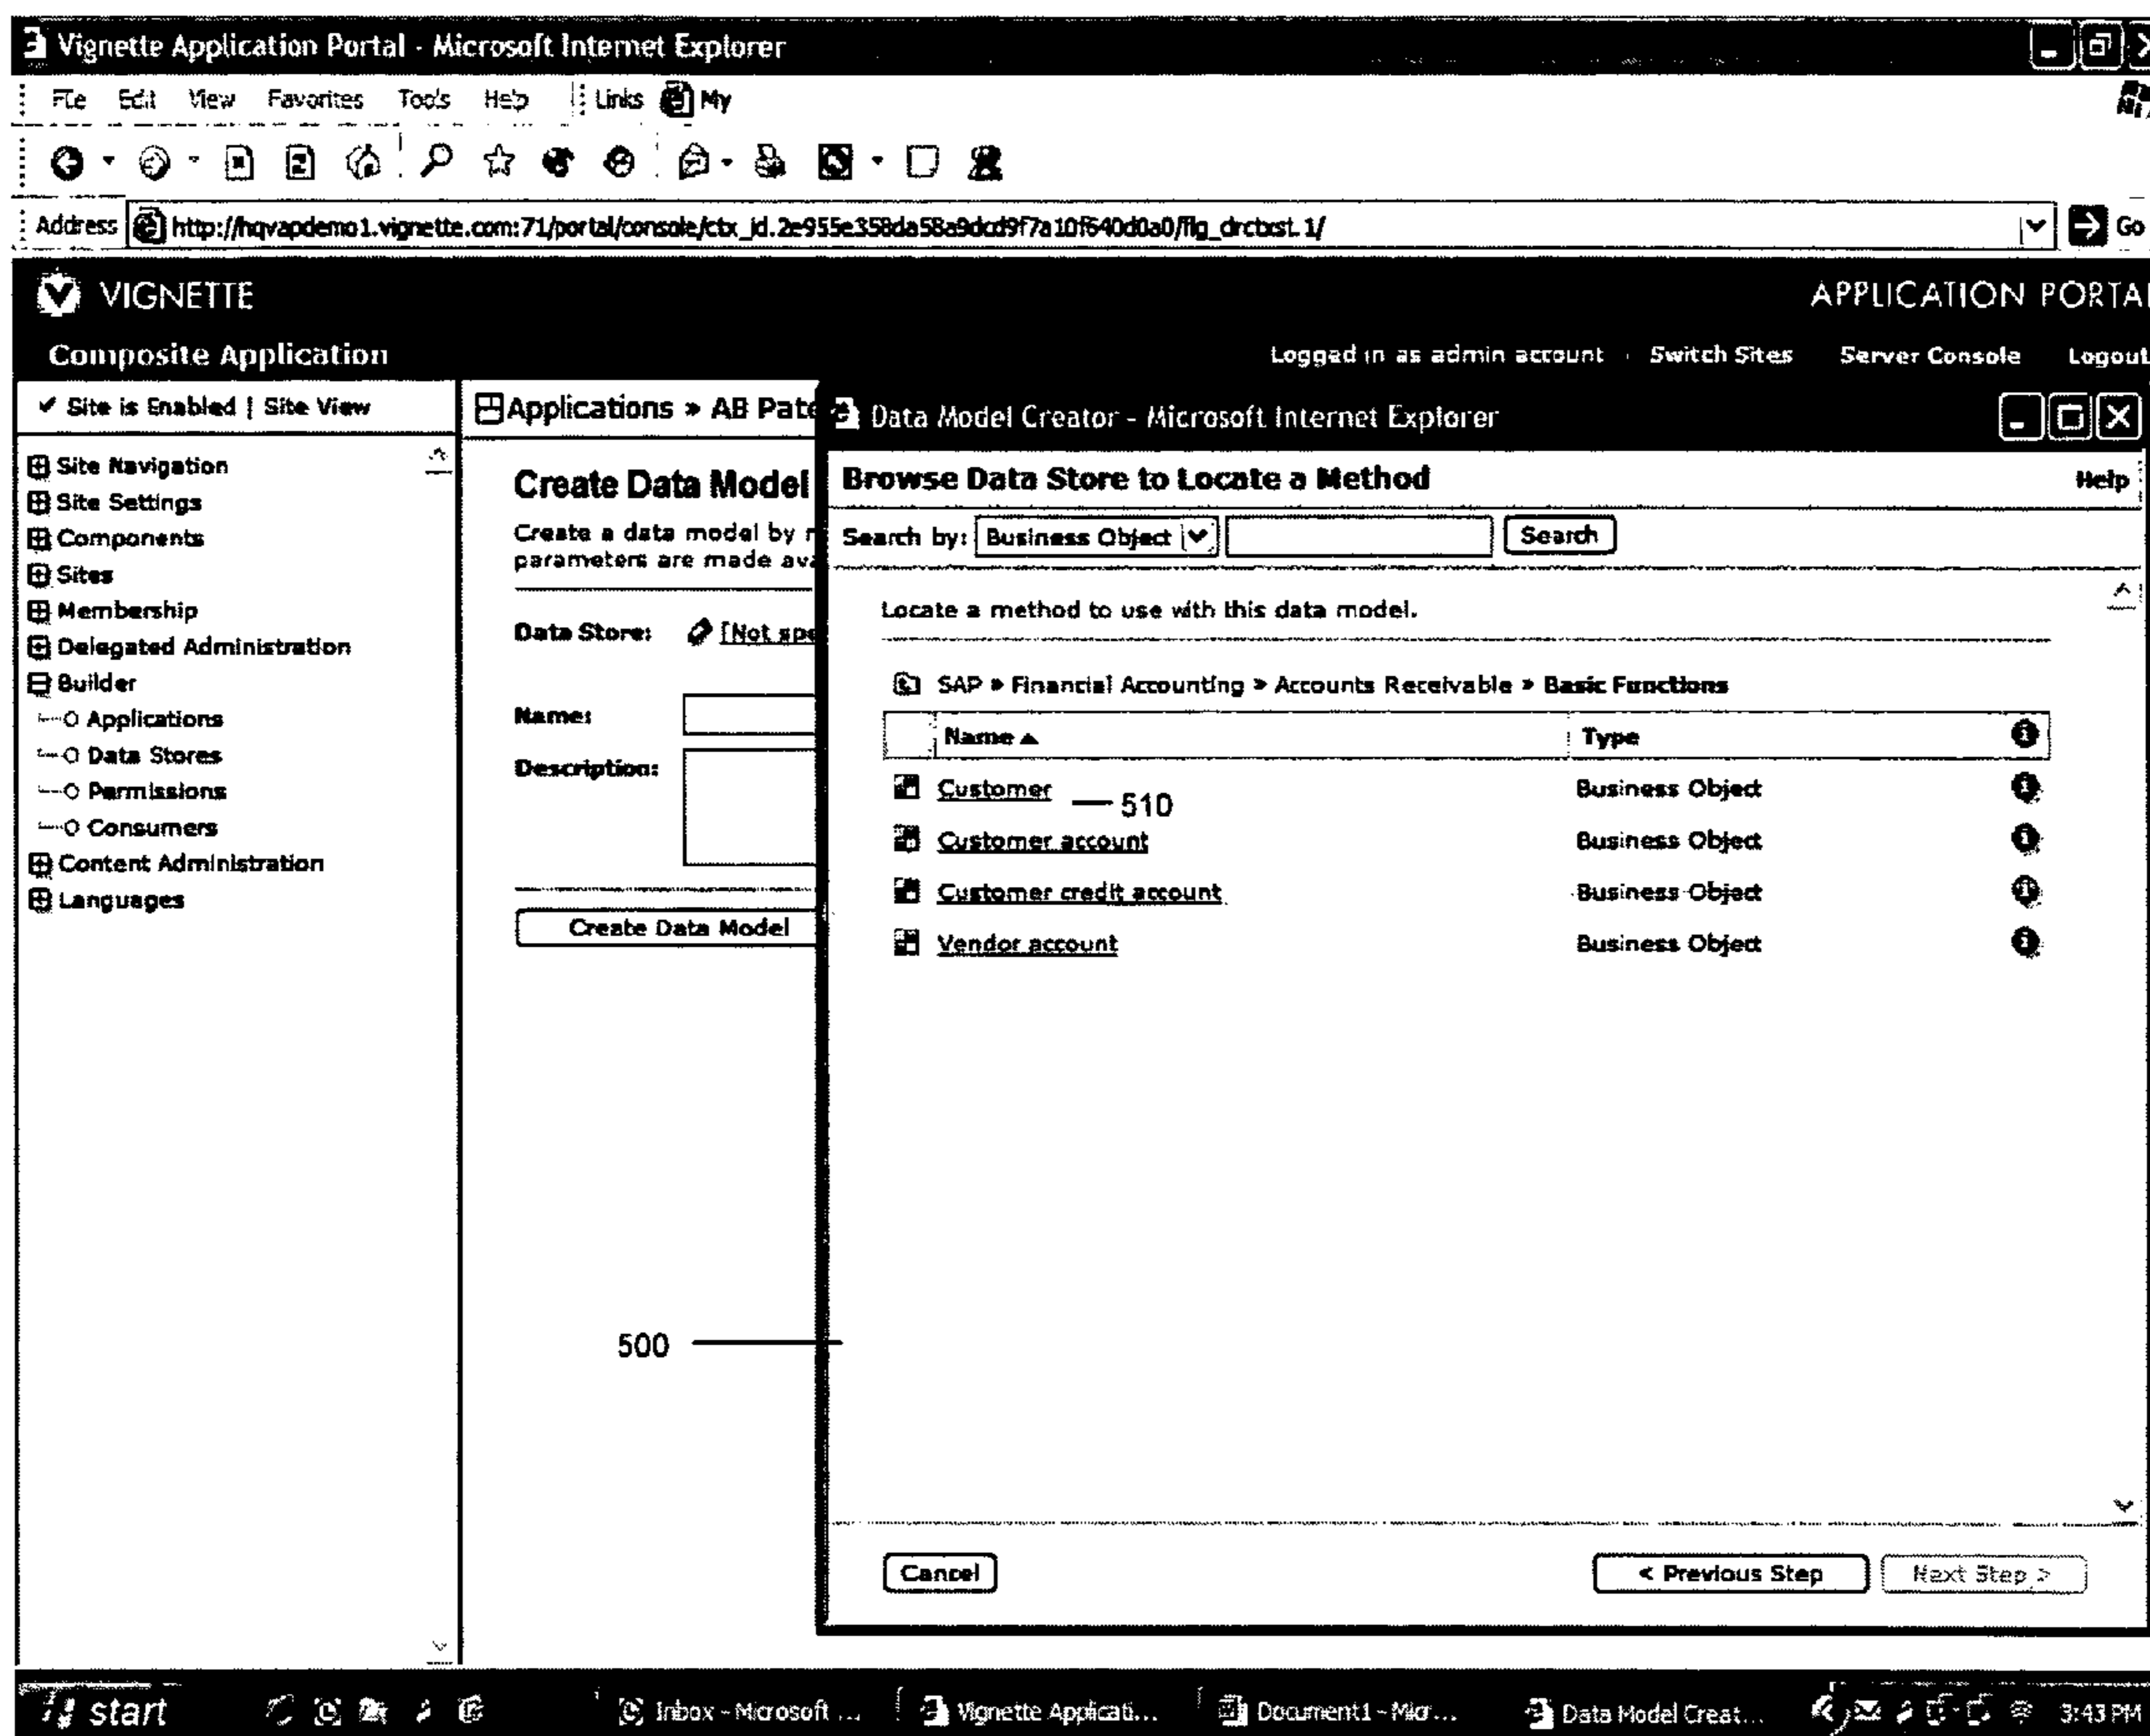 Vignette Application Portal - Microsoft Internet Explorer
File Edit View Favorites Tools Help Links My
Address http://hqvapdemo1.vignette.com:71/portal/console/ctx_id.2e955e358da58a9dcd9f7a10f640d0a0/flg_drctxst.1/ Go
VIGNETTE APPLICATION PORTAL
Composite Application Logged in as admin account Switch Sites Server Console Logout
Site is Enabled | Site View
Site Navigation
Site Settings
Components
Sites
Membership
Delegated Administration
Builder
Applications
Data Stores
Permissions
Consumers
Content Administration
Languages
Applications » AB Pate
Create Data Model
Create a data model by
parameters are made ava
Data Store: [Not spe
Name:
Description:
Create Data Model
500
Data Model Creator - Microsoft Internet Explorer
Browse Data Store to Locate a Method Help
Search by: Business Object Search
Locate a method to use with this data model.
SAP » Financial Accounting » Accounts Receivable » Basic Functions
Name Type
Customer Business Object
510
Customer account Business Object
Customer credit account Business Object
Vendor account Business Object
Cancel < Previous Step Next Step >
start Inbox - Microsoft ... Vignette Applicati... Document1 - Micr... Data Model Creat... 3:43 PM